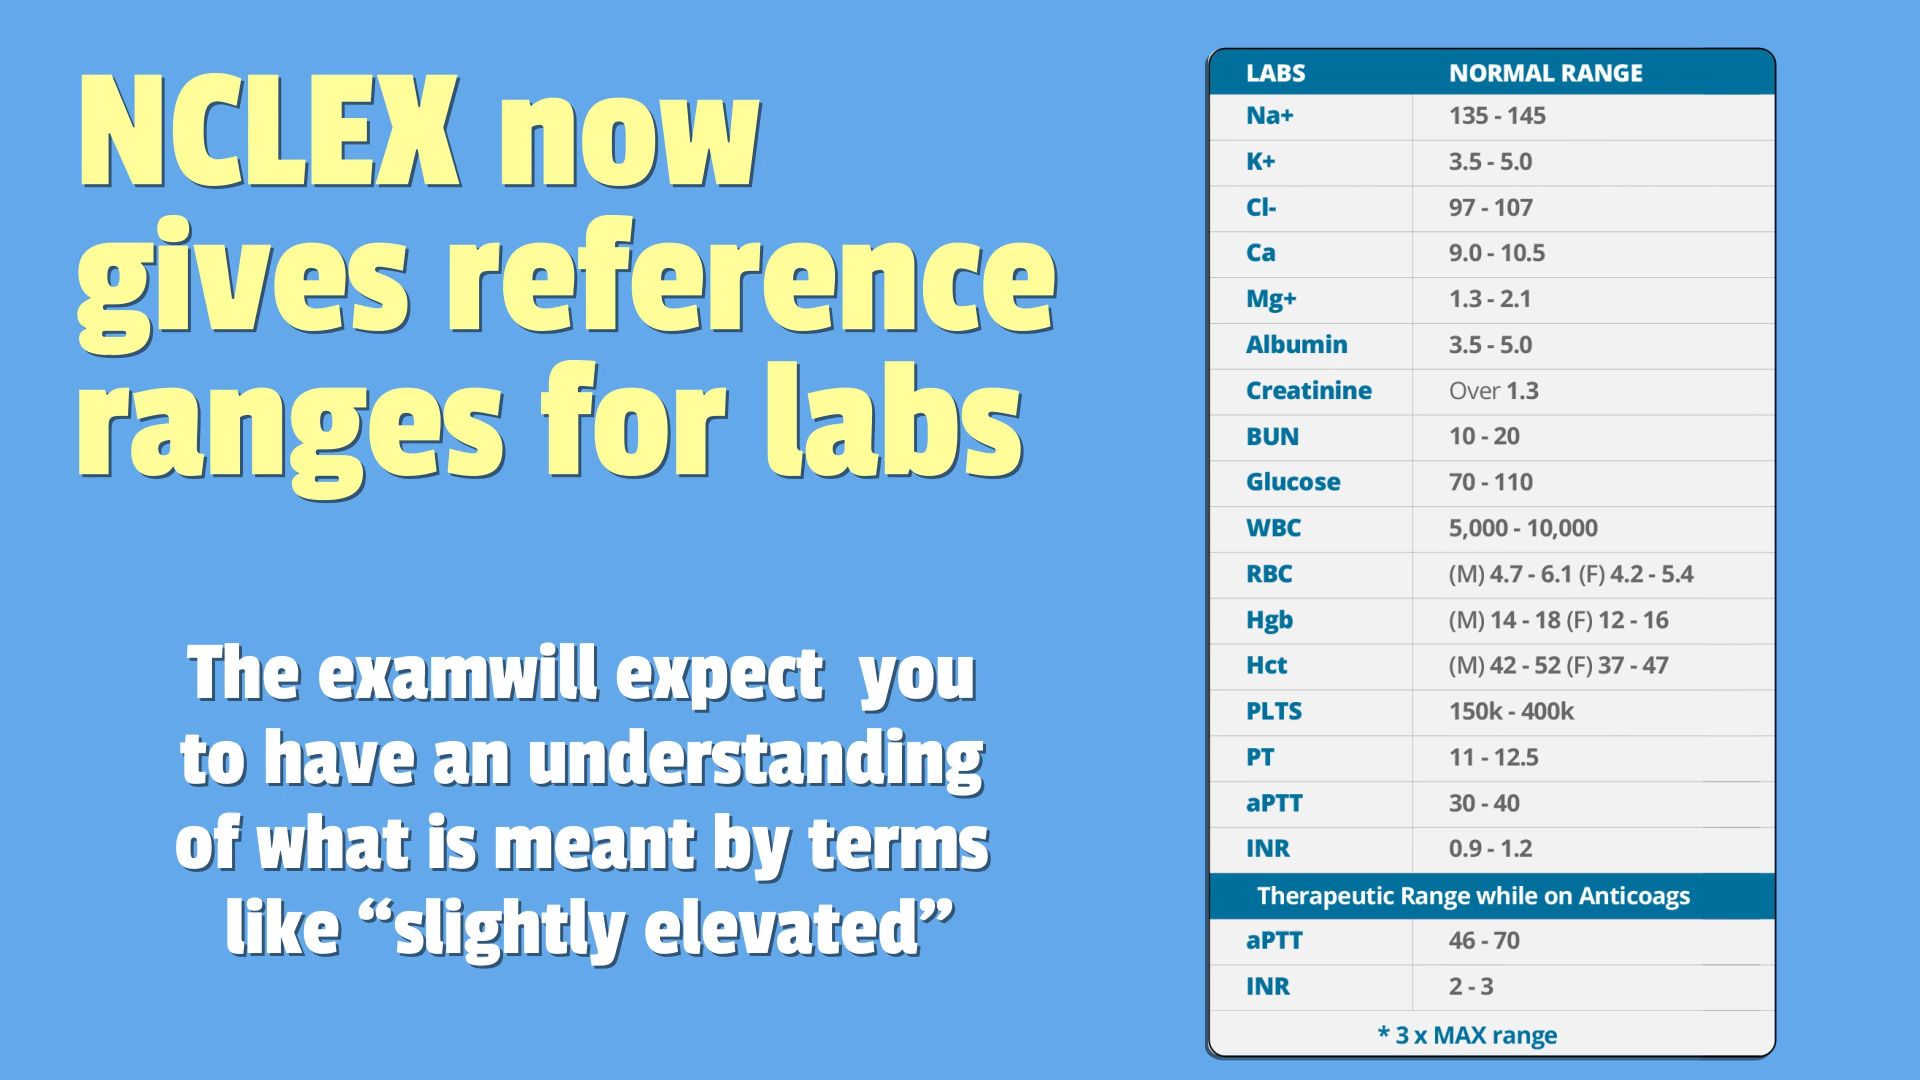 NCLEX now
gives reference
ranges for labs
The examwill expect  you
to have an understanding
of what is meant by terms
like “slightly elevated”
LABS NORMAL RANGE
Na+ 135 - 145
K+ 3.5 - 5.0
Cl- 97 - 107
Ca 9.0 - 10.5
Mg+ 1.3 - 2.1
Albumin 3.5 - 5.0
Creatinine Over 1.3
BUN 10 - 20
Glucose 70 - 110
WBC 5,000 - 10,000
RBC (M) 4.7 - 6.1 (F) 4.2 - 5.4
Hgb (M) 14 - 18 (F) 12 - 16
Hct (M) 42 - 52 (F) 37 - 47
PLTS 150k - 400k
PT 11 - 12.5
aPTT 30 - 40
INR 0.9 - 1.2
Therapeutic Range while on Anticoags
aPTT 46 - 70
INR 2 - 3
* 3 x MAX range